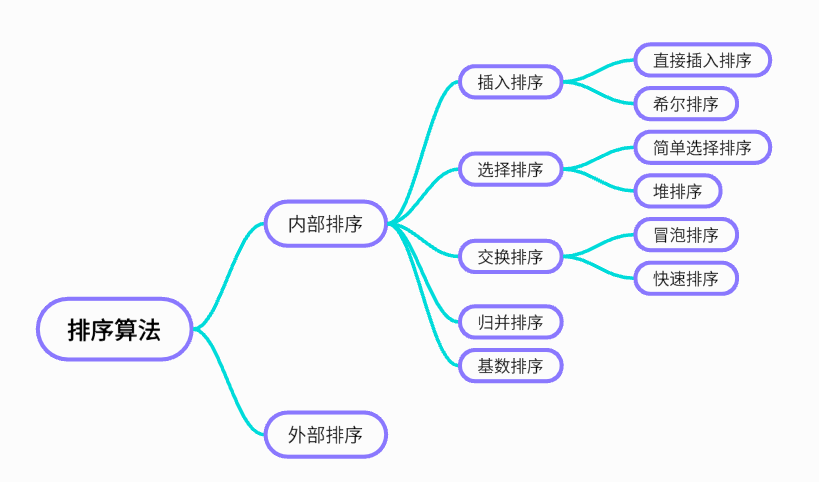 排序算法
内部排序
插入排序
直接插入排序
希尔排序
选择排序
简单选择排序
堆排序
交换排序
冒泡排序
快速排序
归并排序
基数排序
外部排序